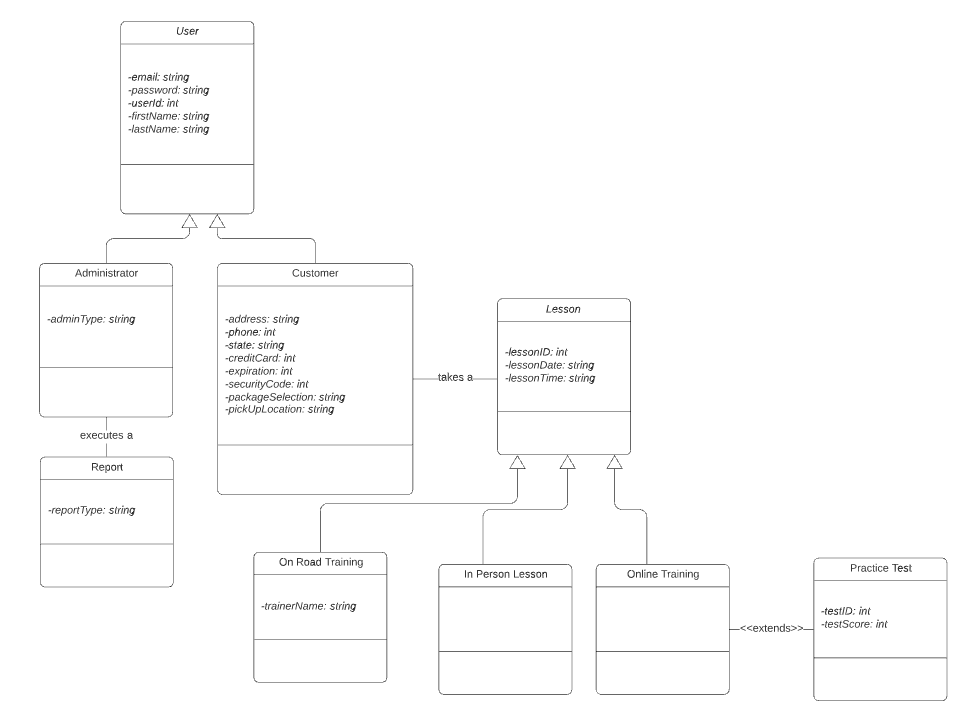 User
-email: string
-password: string
-userId: int
-firstName: string
-lastName: string
Administrator
-adminType: string
Customer
-address: string
-phone: int
-state: string
-creditCard: int
-expiration: int
-securityCode: int
-packageSelection: string
-pickUpLocation: string
takes a
Lesson
-lessonID: int
-lessonDate: string
-lessonTime: string
executes a
Report
-reportType: string
On Road Training
-trainerName: string
In Person Lesson
Online Training
<<extends>>
Practice Test
-testID: int
-testScore: int